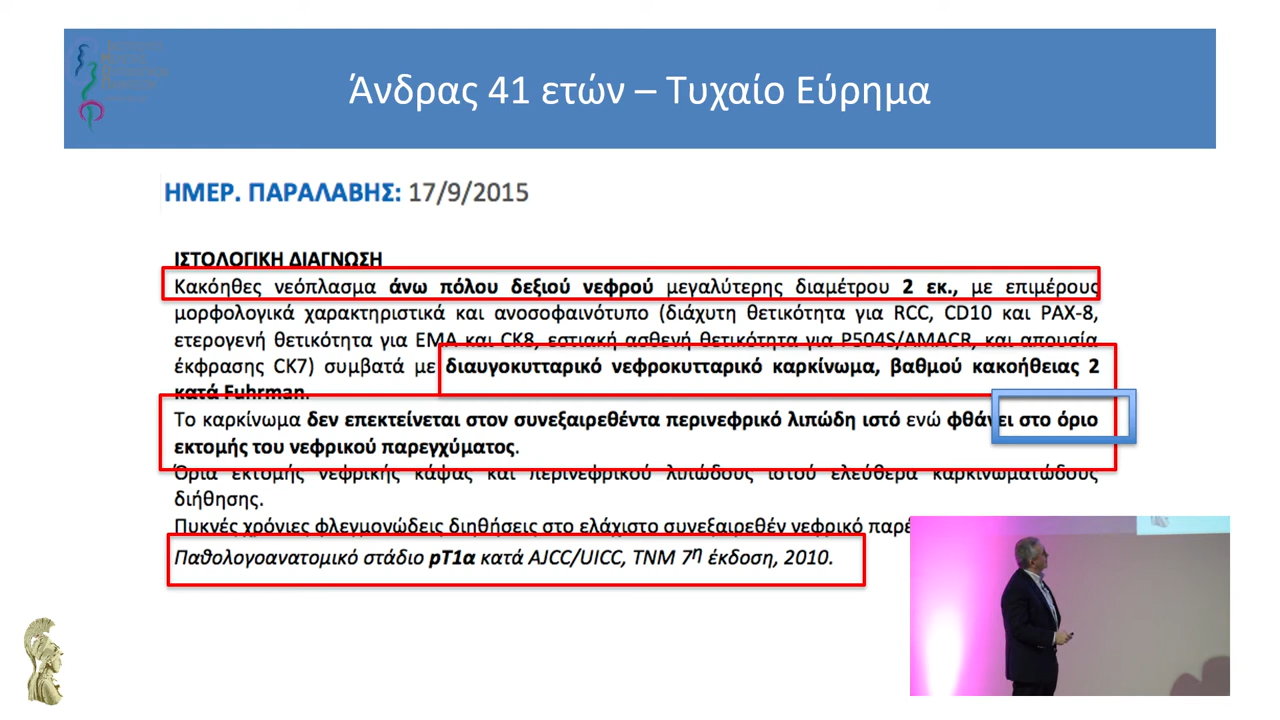 Άνδρας 41 ετών – Τυχαίο Εύρημα
ΗΜΕΡ. ΠΑΡΑΛΑΒΗΣ: 17/9/2015
ΙΣΤΟΛΟΓΙΚΗ ΔΙΑΓΝΩΣΗ
Κακόηθες νεόπλασμα άνω πόλου δεξιού νεφρού μεγαλύτερης διαμέτρου 2 εκ., με επιμέρους
μορφολογικά χαρακτηριστικά και ανοσοφαινότυπο (διάχυτη θετικότητα για RCC, CD10 και PAX-8,
ετερογενή θετικότητα για EMA και CK8, εστιακή ασθενή θετικότητα για P504S/AMACR, και απουσία
έκφρασης CK7) συμβατά με διαυγοκυτταρικό νεφροκυτταρικό καρκίνωμα, βαθμού κακοήθειας 2
κατά Fuhrman.
Το καρκίνωμα δεν επεκτείνεται στον συνεξαιρεθέντα περινεφρικό λιπώδη ιστό ενώ φθάνει στο όριο
εκτομής του νεφρικού παρεγχύματος.
Όρια εκτομής νεφρικής κάψας και περινεφρικού λιπώδους ιστού ελεύθερα καρκινωματώδους
διήθησης.
Πυκνές χρόνιες φλεγμονώδεις διηθήσεις στο ελάχιστο συνεξαιρεθέν νεφρικό
Παθολογοανατομικό στάδιο pT1α κατά AJCC/UICC, TNM 7η έκδοση, 2010.